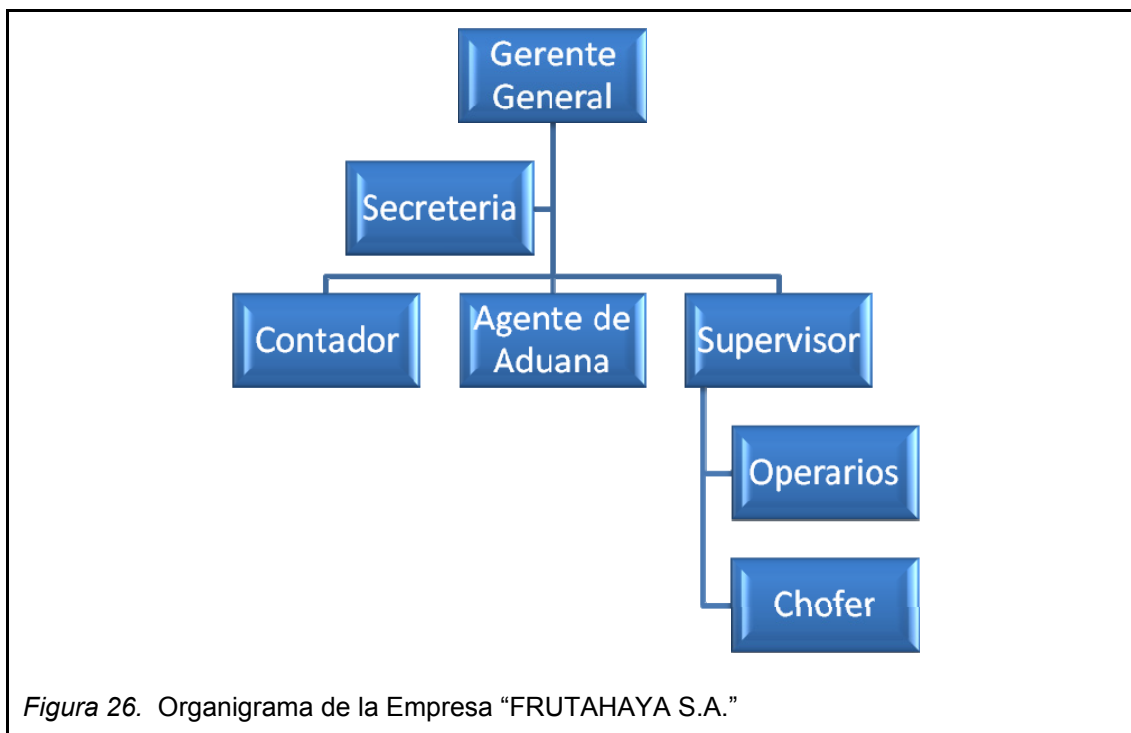 Gerente
General
Secreteria
Contador
Agente de
Aduana
Supervisor
Operarios
Chofer
Figura 26. Organigrama de la Empresa “FRUTAHAYA S.A.”